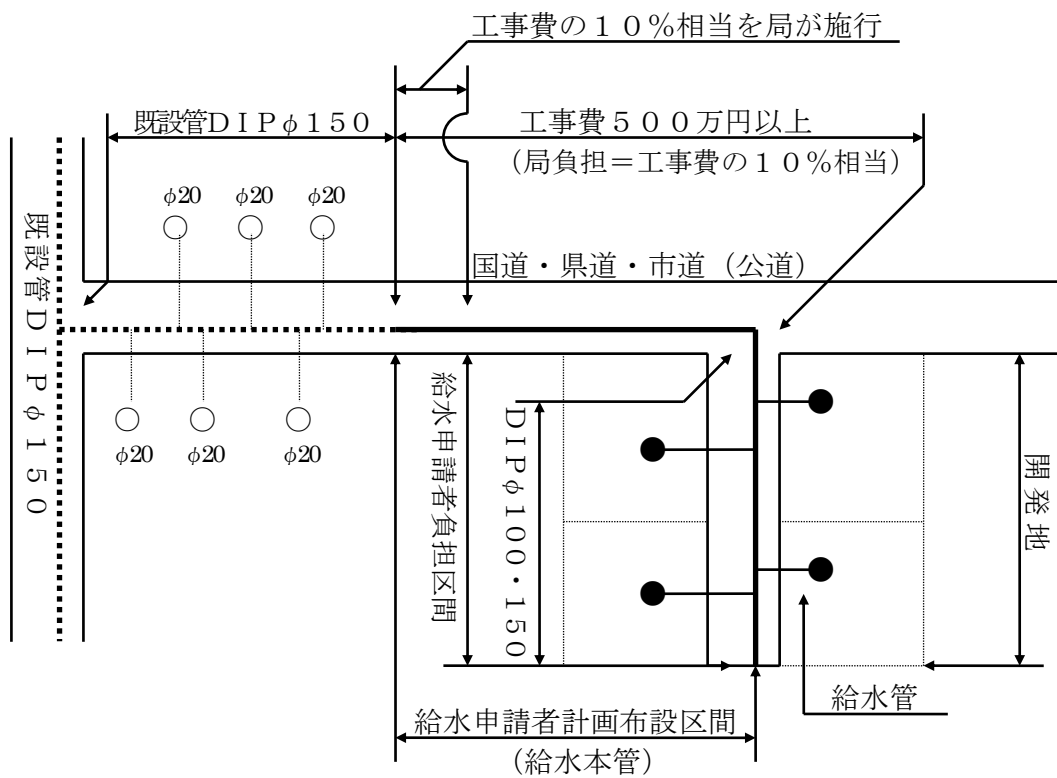 工事費の１０％相当を局が施行
既設管ＤＩＰφ１５０
工事費５００万円以上
（局負担＝工事費の１０％相当）
φ20
φ20
φ20
国道・県道・市道（公道）
既設管ＤＩＰφ１５０
φ20
φ20
φ20
給水申請者負担区間
ＤＩＰφ１００・１５０
開発地
給水管
給水申請者計画布設区間
（給水本管）